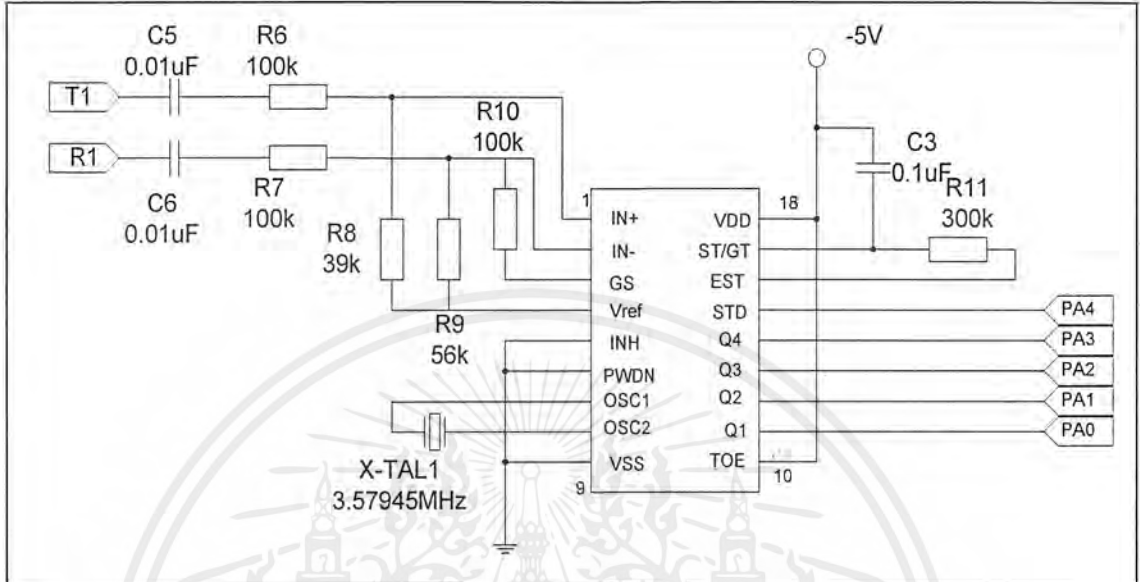 -5V
C5
0.01uF
R6
100k
T1
R10
100k
C3
0.1uF
R1
R11
300k
C6
0.01uF
R7
100k
R8
39k
R9
56k
1
18
IN+
VDD
IN-
ST/GT
GS
EST
Vref
STD
PA4
INH
Q4
PA3
PWDN
Q3
PA2
OSC1
Q2
PA1
OSC2
Q1
PA0
VSS
TOE
9
10
X-TAL1
3.57945MHz